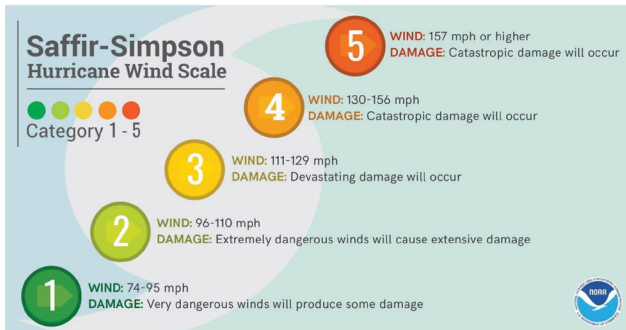 Saffir-Simpson
Hurricane Wind Scale
Category 1 - 5
5
WIND: 157 mph or higher
DAMAGE: Catastropic damage will occur
4
WIND: 130-156 mph
DAMAGE: Catastropic damage will occur
3
WIND: 111-129 mph
DAMAGE: Devastating damage will occur
2
WIND: 96-110 mph
DAMAGE: Extremely dangerous winds will cause extensive damage
1
WIND: 74-95 mph
DAMAGE: Very dangerous winds will produce some damage
NOAA